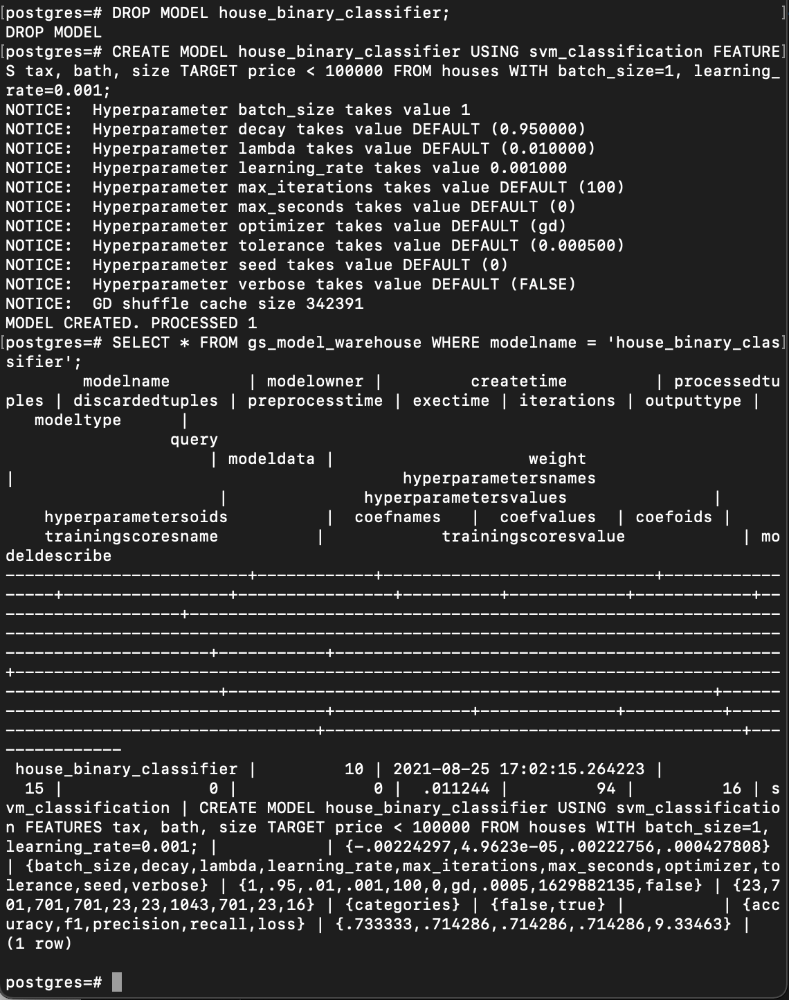 [postgres=# DROP MODEL house_binary_classifier; ]
DROP MODEL
[postgres=# CREATE MODEL house_binary_classifier USING svm_classification FEATURE]
S tax, bath, size TARGET price < 100000 FROM houses WITH batch_size=1, learning_
rate=0.001;
NOTICE:  Hyperparameter batch_size takes value 1
NOTICE:  Hyperparameter decay takes value DEFAULT (0.950000)
NOTICE:  Hyperparameter lambda takes value DEFAULT (0.010000)
NOTICE:  Hyperparameter learning_rate takes value 0.001000
NOTICE:  Hyperparameter max_iterations takes value DEFAULT (100)
NOTICE:  Hyperparameter max_seconds takes value DEFAULT (0)
NOTICE:  Hyperparameter optimizer takes value DEFAULT (gd)
NOTICE:  Hyperparameter tolerance takes value DEFAULT (0.000500)
NOTICE:  Hyperparameter seed takes value DEFAULT (0)
NOTICE:  Hyperparameter verbose takes value DEFAULT (FALSE)
NOTICE:  GD shuffle cache size 342391
MODEL CREATED. PROCESSED 1
[postgres=# SELECT * FROM gs_model_warehouse WHERE modelname = 'house_binary_clas]
sifier';
        modelname        | modelowner |         createtime         | processedtu
ples | discardedtuples | preprocesstime | exectime | iterations | outputtype |
   modeltype      |
                 query
                     | modeldata |                    weight
|                                        hyperparametersnames
                      |              hyperparametersvalues               |
    hyperparametersoids          |  coefnames   |  coefvalues  | coefoids |
    trainingscoresname          |            trainingscoresvalue            | mo
deldescribe
-------------------------+------------+----------------------------+------------
-----+-----------------+----------------+----------+------------+------------+--
------------------+-------------------------------------------------------------
--------------------------------------------------------------------------------
---------------------+-----------+----------------------------------------------
+-------------------------------------------------------------------------------
----------------------+--------------------------------------------------+------
---------------------------------+--------------+--------------+----------+-----
--------------------------------+-------------------------------------------+---
------------
 house_binary_classifier |         10 | 2021-08-25 17:02:15.264223 |
  15 |               0 |              0 |  .011244 |         94 |         16 | s
vm_classification | CREATE MODEL house_binary_classifier USING svm_classificatio
n FEATURES tax, bath, size TARGET price < 100000 FROM houses WITH batch_size=1,
learning_rate=0.001; |           | {-.00224297,4.9623e-05,.00222756,.000427808}
| {batch_size,decay,lambda,learning_rate,max_iterations,max_seconds,optimizer,to
lerance,seed,verbose} | {1,.95,.01,.001,100,0,gd,.0005,1629882135,false} | {23,7
01,701,701,23,23,1043,701,23,16} | {categories} | {false,true} |          | {acc
uracy,f1,precision,recall,loss} | {.733333,.714286,.714286,.714286,9.33463} |
(1 row)
postgres=#